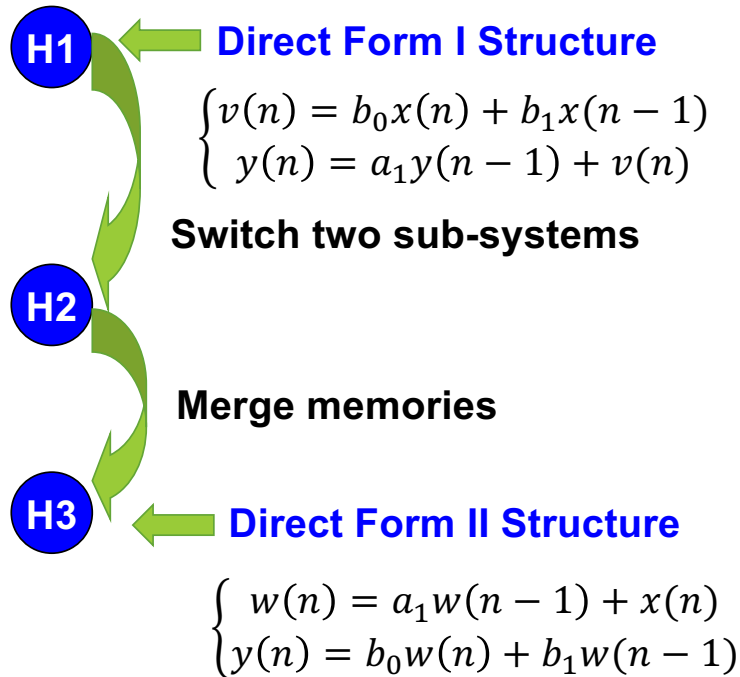 H1
Direct Form I Structure
v(n) = b₀x(n) + b₁x(n − 1)
y(n) = a₁y(n − 1) + v(n)
Switch two sub-systems
H2
Merge memories
H3
Direct Form II Structure
w(n) = a₁w(n − 1) + x(n)
y(n) = b₀w(n) + b₁w(n − 1)